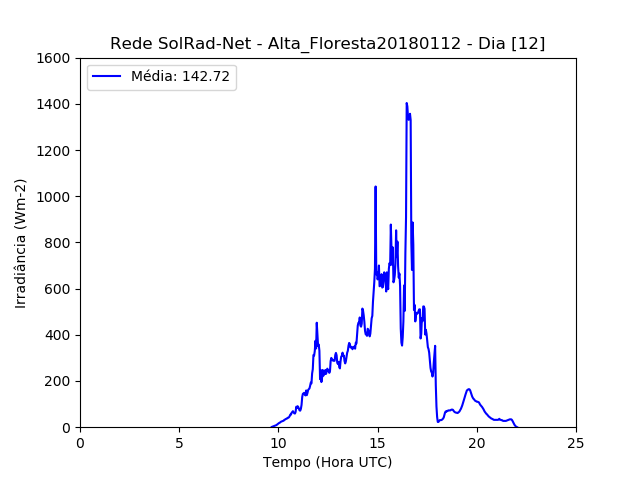 Rede SolRad-Net - Alta_Floresta20180112 - Dia [12]
Média: 142.72
Irradiância (Wm-2)
1600
1400
1200
1000
800
600
400
200
0
0 5 10 15 20 25
Tempo (Hora UTC)